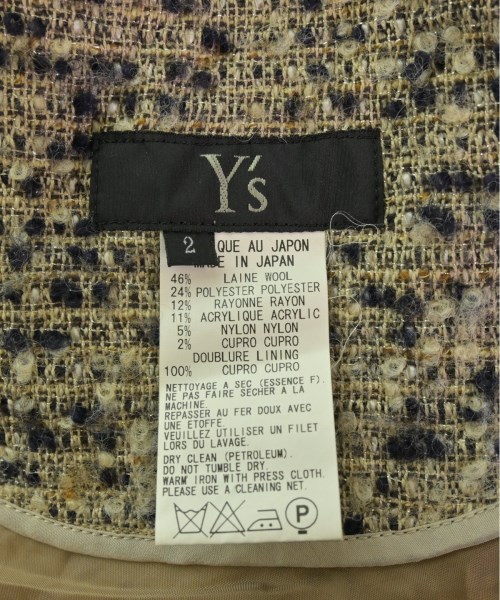 Y's
2
QUE AU JAPON
MADE IN JAPAN
46% LAINE WOOL
24% POLYESTER POLYESTER
12% RAYONNE RAYON
11% ACRYLIQUE ACRYLIC
5% NYLON NYLON
2% CUPRO CUPRO
DOUBLURE LINING
100% CUPRO CUPRO
NETTOYAGE A SEC (ESSENCE F).
NE PAS FAIRE SÉCHER A LA
MACHINE.
REPASSER AU FER DOUX AVEC
UNE ETOFFE.
VEUILLEZ UTILISER UN FILET
LORS DU LAVAGE.
DRY CLEAN (PETROLEUM).
DO NOT TUMBLE DRY.
WARM IRON WITH PRESS CLOTH.
PLEASE USE A CLEANING NET.
P